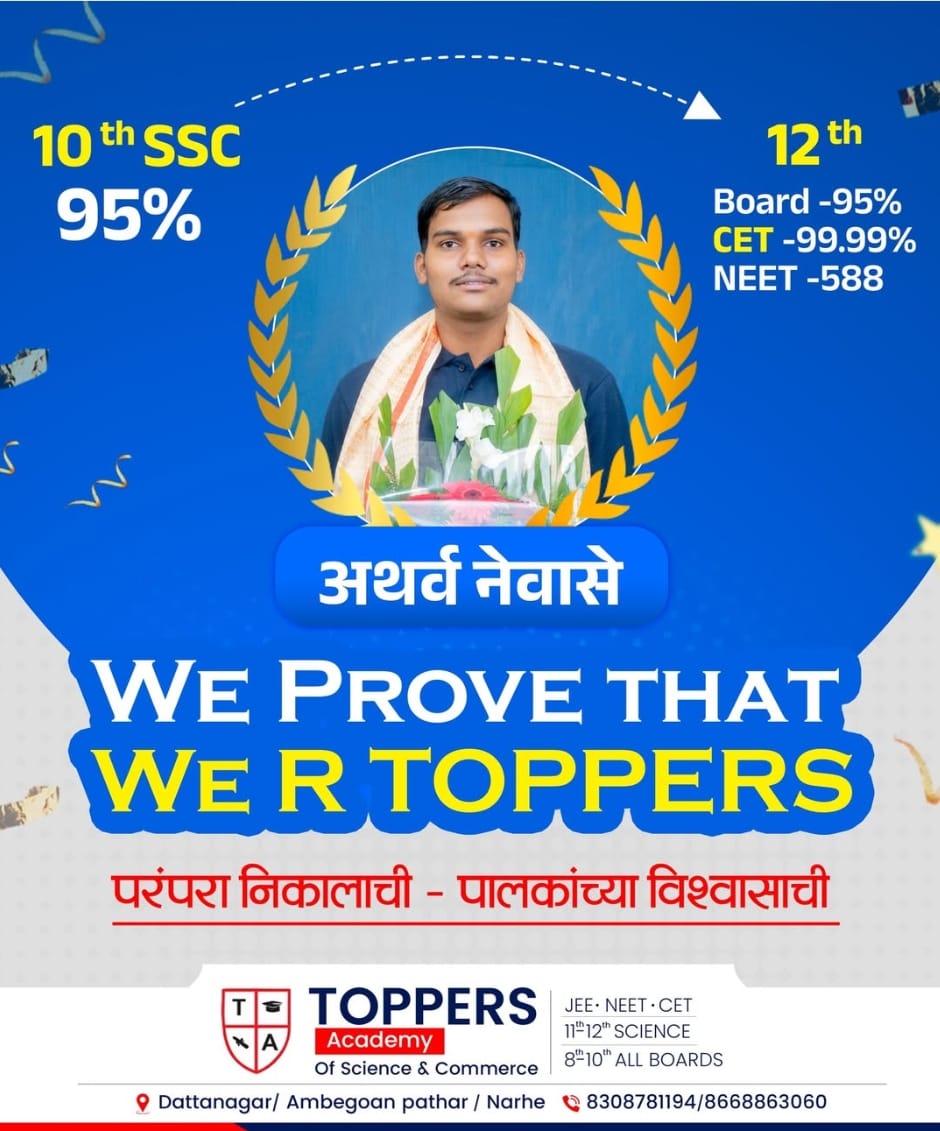 10th SSC
95%
12th
Board -95%
CET -99.99%
NEET -588
अथर्व नेवासे
WE PROVE THAT
WE R TOPPERS
परंपरा निकालाची - पालकांच्या विश्वासाची
T
A
TOPPERS
Academy
Of Science & Commerce
JEE· NEET · CET
11th-12th SCIENCE
8th-10th ALL BOARDS
Dattanagar/ Ambegoan pathar / Narhe 8308781194/8668863060